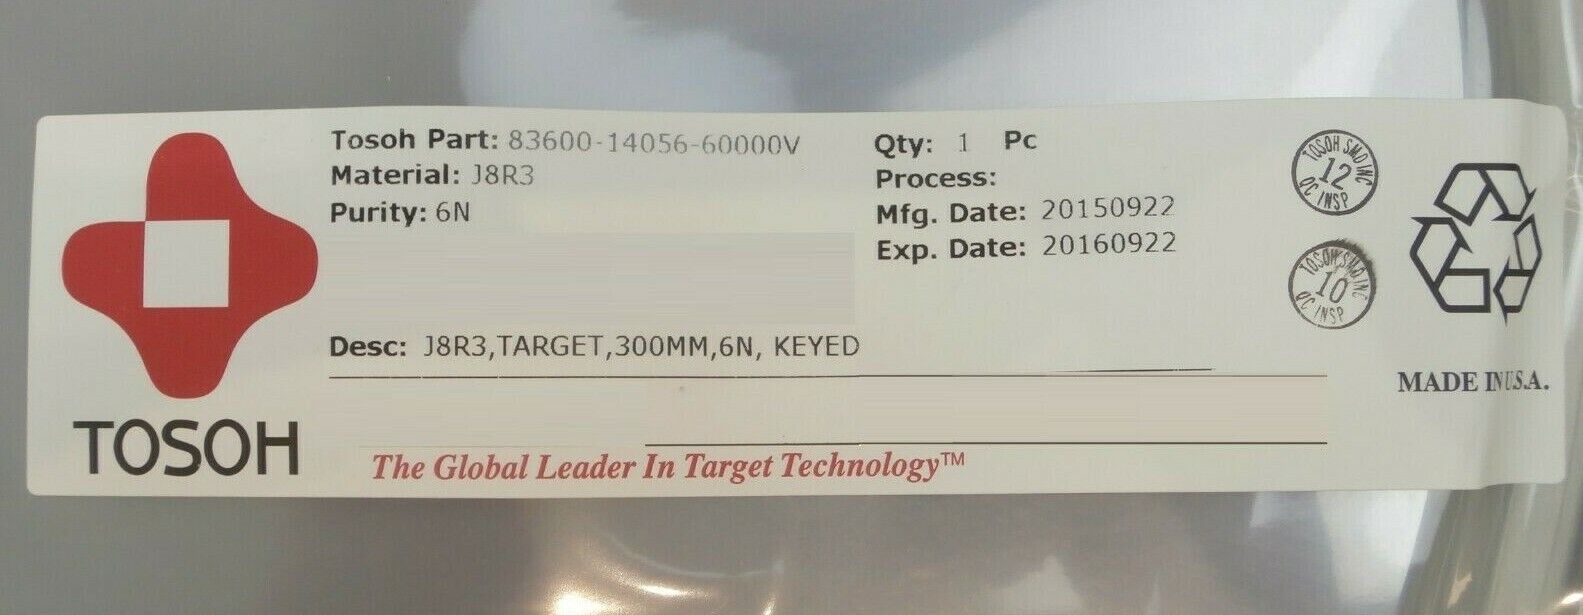 Tosoh Part: 83600-14056-60000V
Material: J8R3
Purity: 6N
Qty: 1 Pc
Process:
Mfg. Date: 20150922
Exp. Date: 20160922
Desc: J8R3,TARGET,300MM,6N, KEYED
TOSOH
The Global Leader In Target Technology™
TOSOH SMD INC
12
QC INSP
TOSOH SMD INC
10
QC INSP
MADE IN U.S.A.